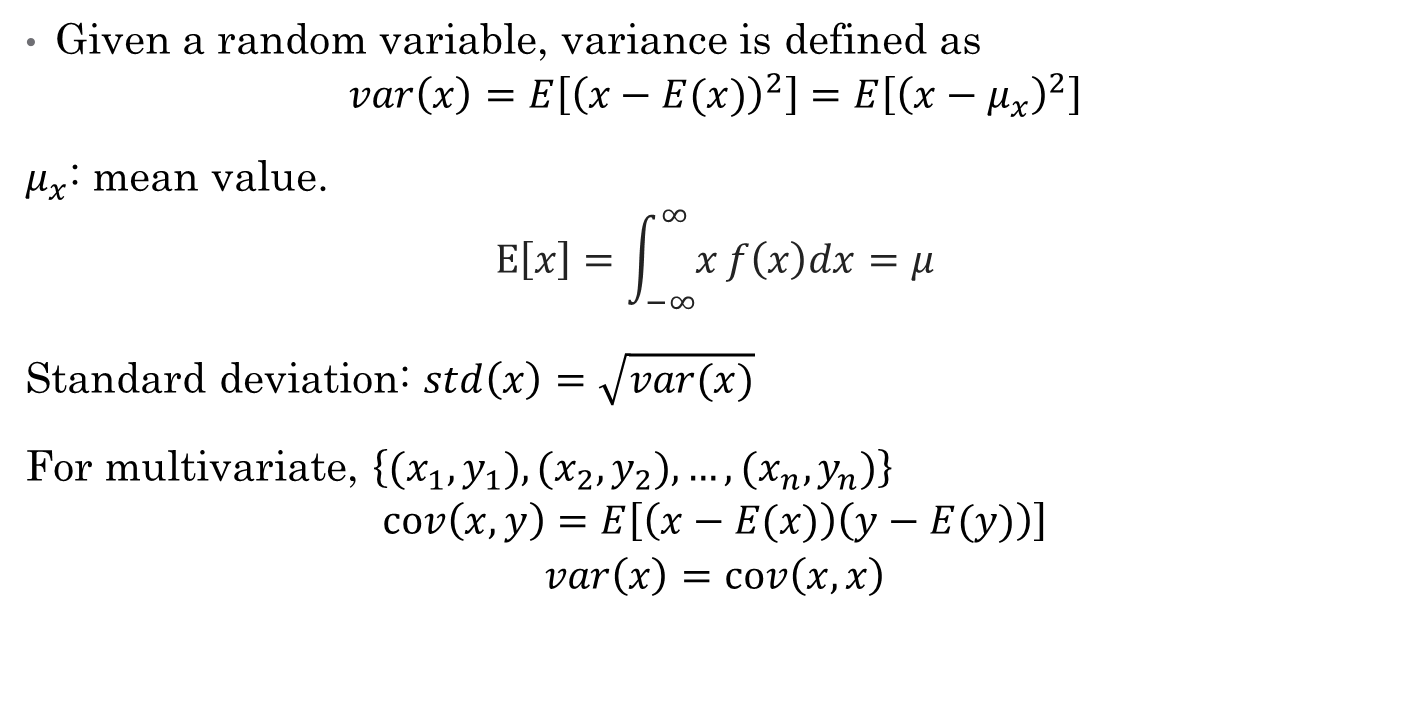 • Given a random variable, variance is defined as
var(x) = E[(x − E(x))²] = E[(x − μₓ)²]
μₓ: mean value.
E[x] = ∫_{−∞}^{∞} x f(x)dx = μ
Standard deviation: std(x) = √var(x)
For multivariate, {(x₁, y₁), (x₂, y₂), …, (xₙ, yₙ)}
cov(x, y) = E[(x − E(x))(y − E(y))]
var(x) = cov(x, x)